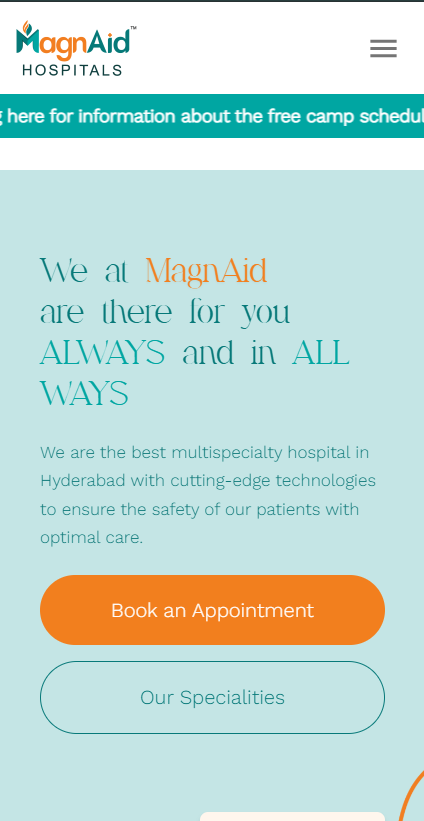 MagnAid™
HOSPITALS
here for information about the free camp
We at MagnAid
are there for you
ALWAYS and in ALL
WAYS
We are the best multispecialty hospital in
Hyderabad with cutting-edge technologies
to ensure the safety of our patients with
optimal care.
Book an Appointment
Our Specialities